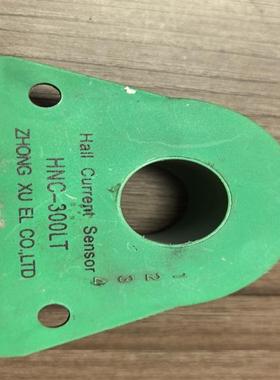 Hall Current Sensor
HNC-300LT
ZHONG XU EL CO.,LTD
1 2 3 4